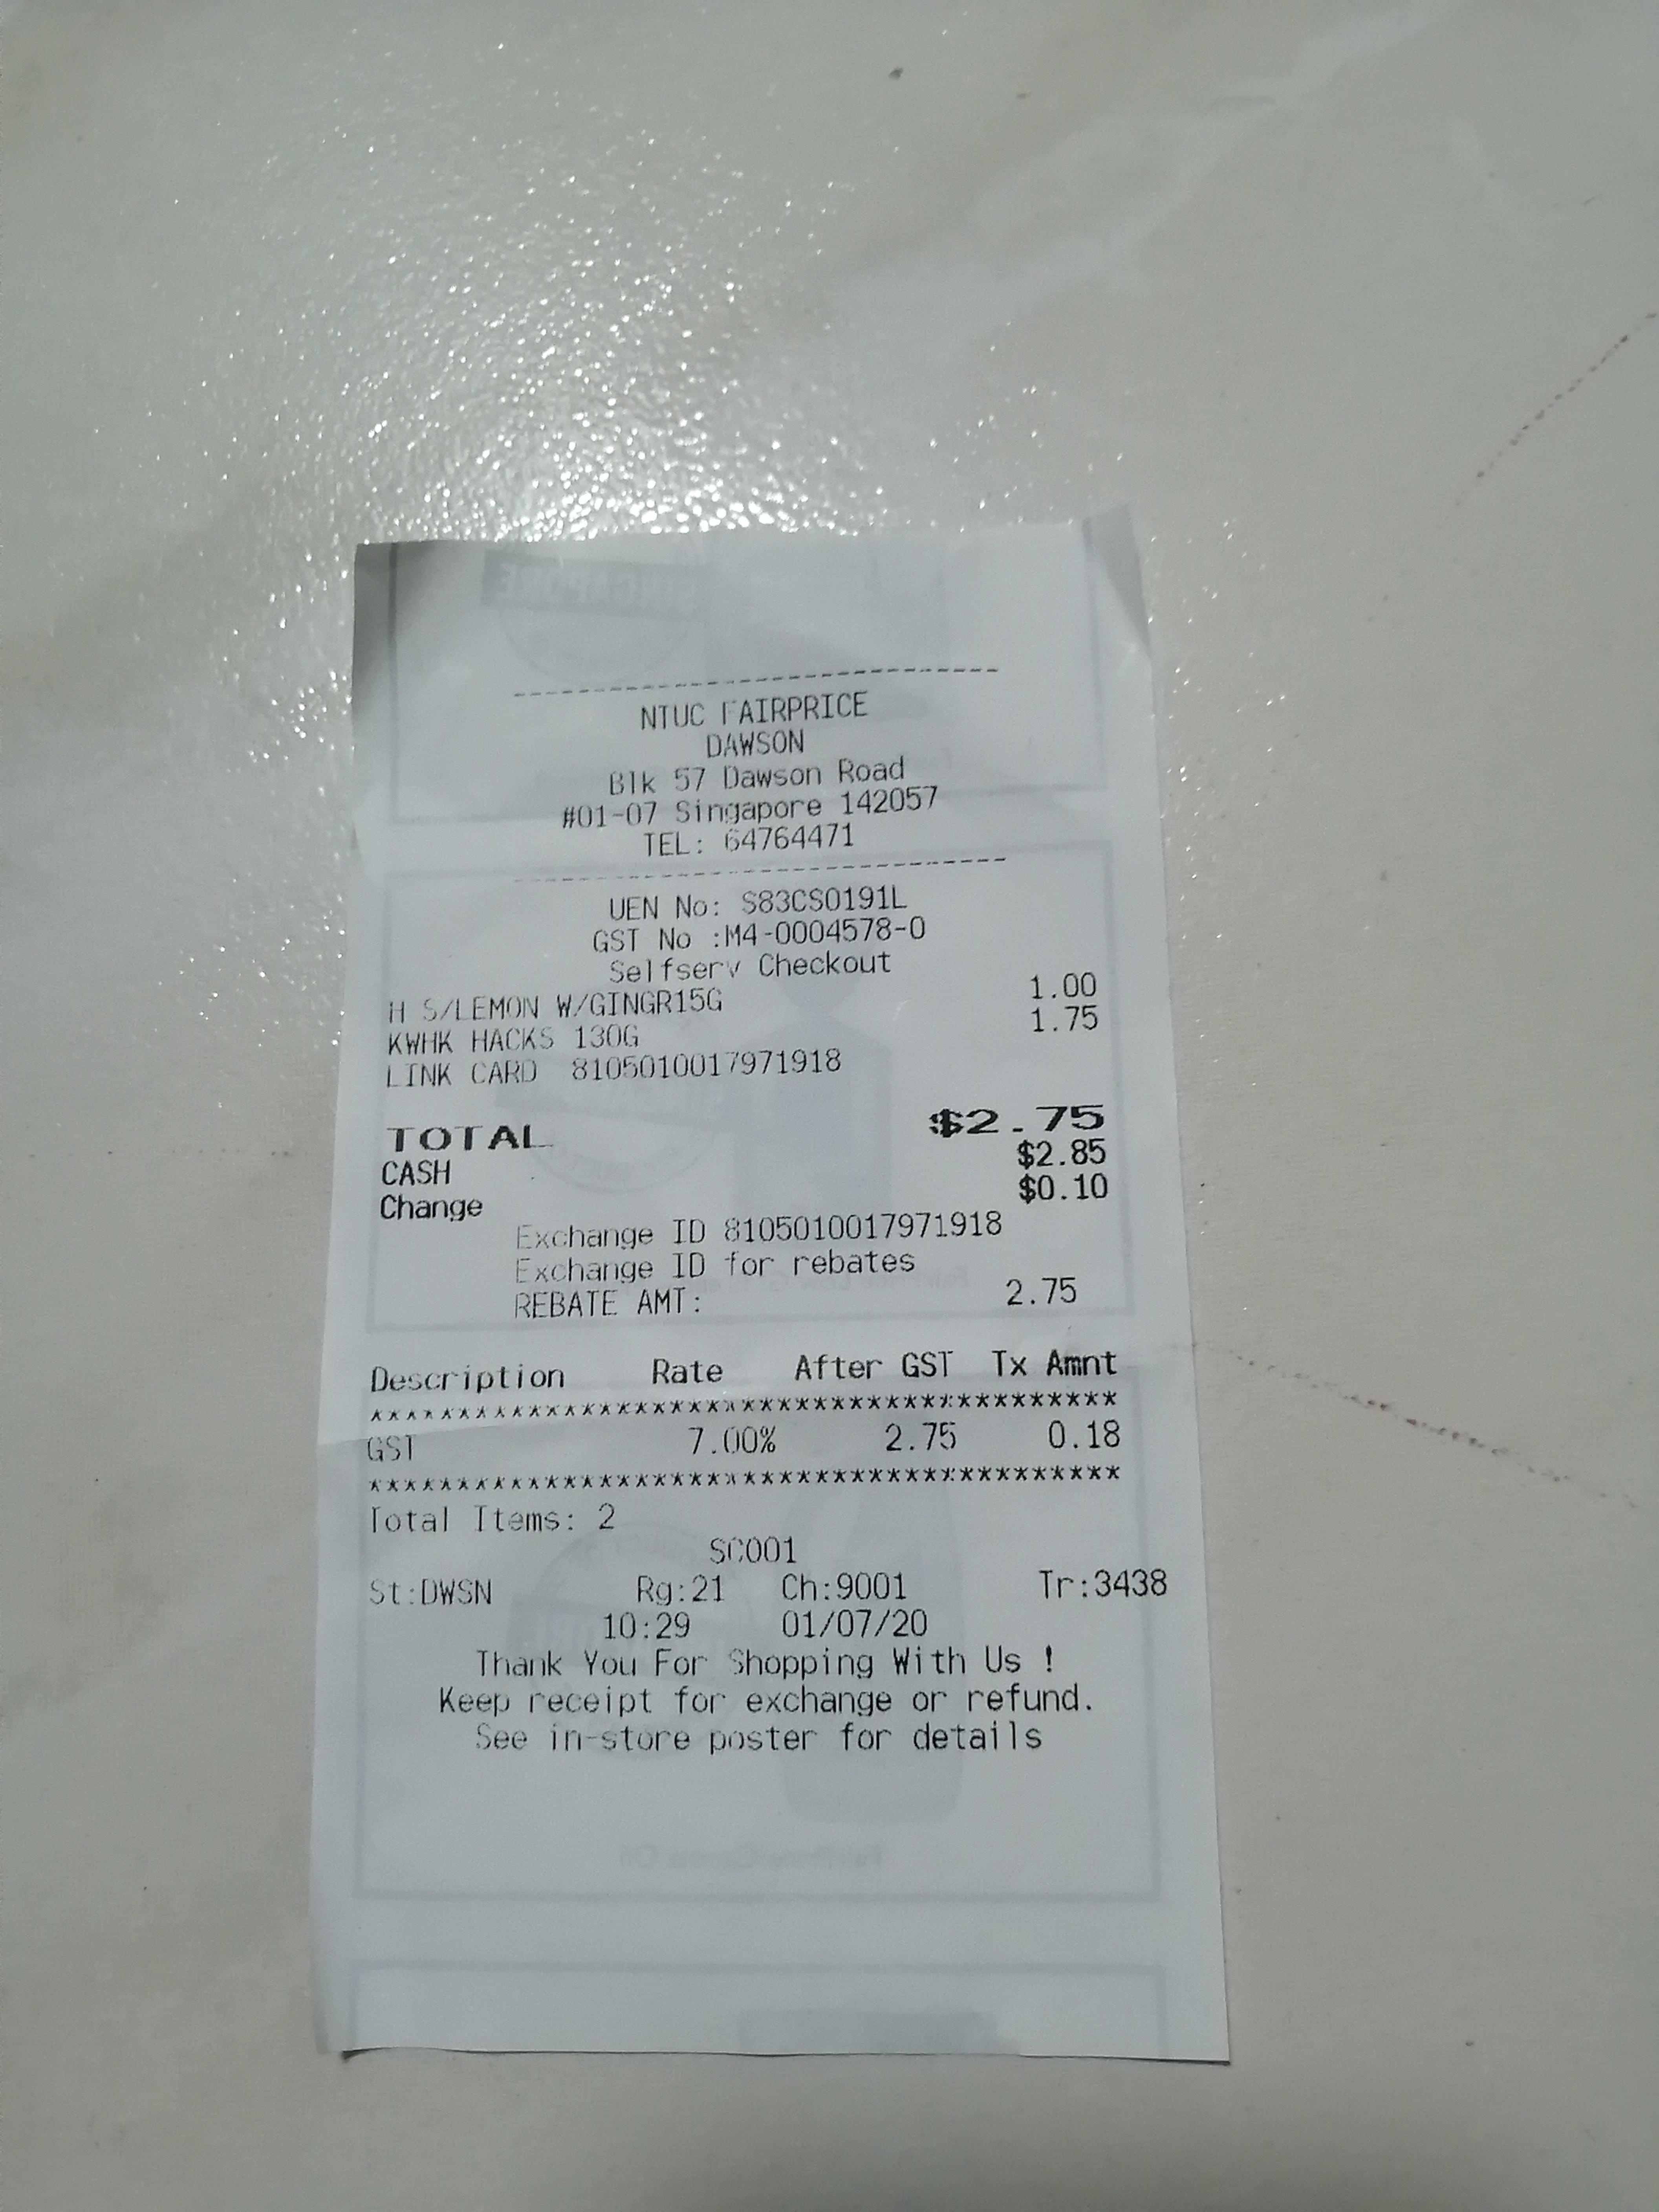 NTUC FAIRPRICE
DAWSON
Blk 57 Dawson Road
#01-07 Singapore 142057
TEL: 64764471
UEN No: S83CS0191L
GST No :M4-0004578-0
Selfserv Checkout
H S/LEMON W/GINGR15G 1.00
KWHK HACKS 130G 1.75
LINK CARD 8105010017971918
TOTAL $2.75
CASH $2.85
Change $0.10
Exchange ID 8105010017971918
Exchange ID for rebates
REBATE AMT: 2.75
Description Rate After GST Tx Amnt
******************************************
GST 7.00% 2.75 0.18
******************************************
Total Items: 2
SC001
St:DWSN Rg:21 Ch:9001 Tr:3438
10:29 01/07/20
Thank You For Shopping With Us !
Keep receipt for exchange or refund.
See in-store poster for details